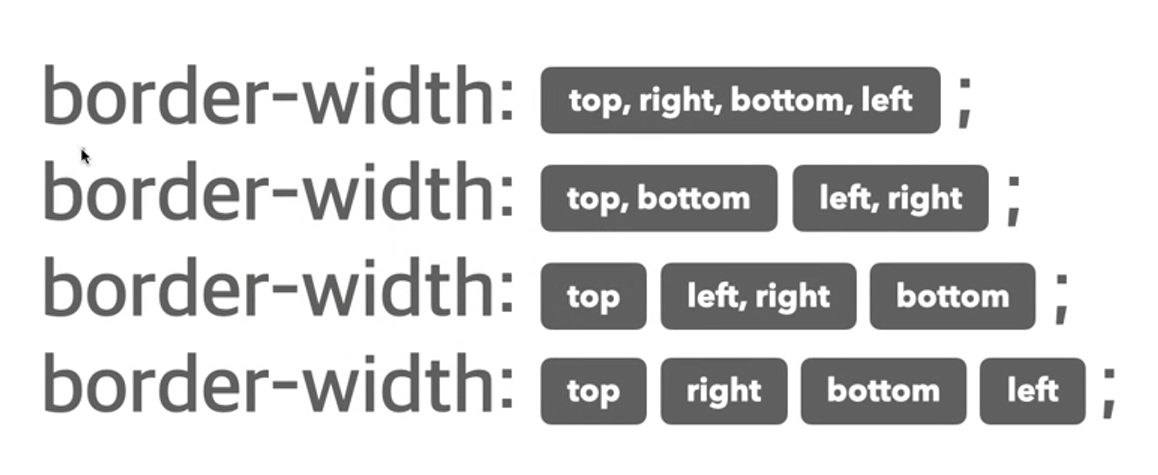 border-width: top, right, bottom, left ;
border-width: top, bottom left, right ;
border-width: top left, right bottom ;
border-width: top right bottom left ;